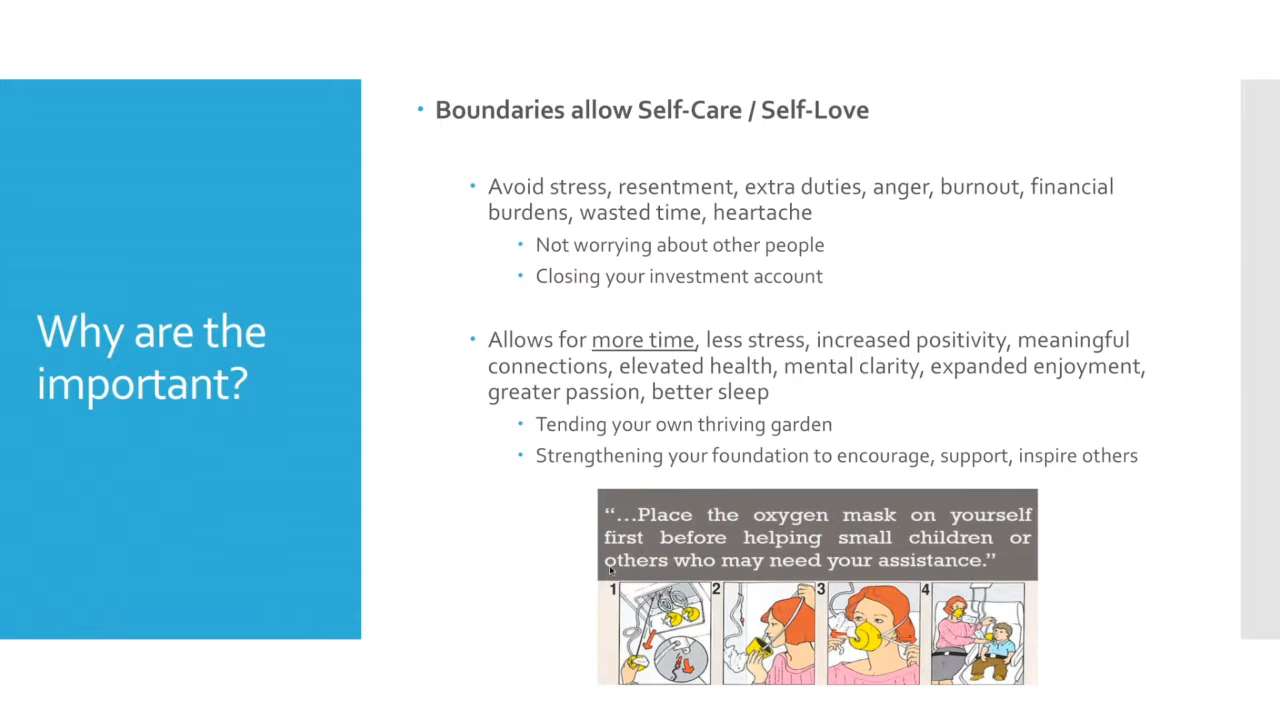 Why are the
important?
Boundaries allow Self-Care / Self-Love
Avoid stress, resentment, extra duties, anger, burnout, financial
burdens, wasted time, heartache
Not worrying about other people
Closing your investment account
Allows for more time, less stress, increased positivity, meaningful
connections, elevated health, mental clarity, expanded enjoyment,
greater passion, better sleep
Tending your own thriving garden
Strengthening your foundation to encourage, support, inspire others
“...Place the oxygen mask on yourself
first before helping small children or
others who may need your assistance.”
1 2 3 4